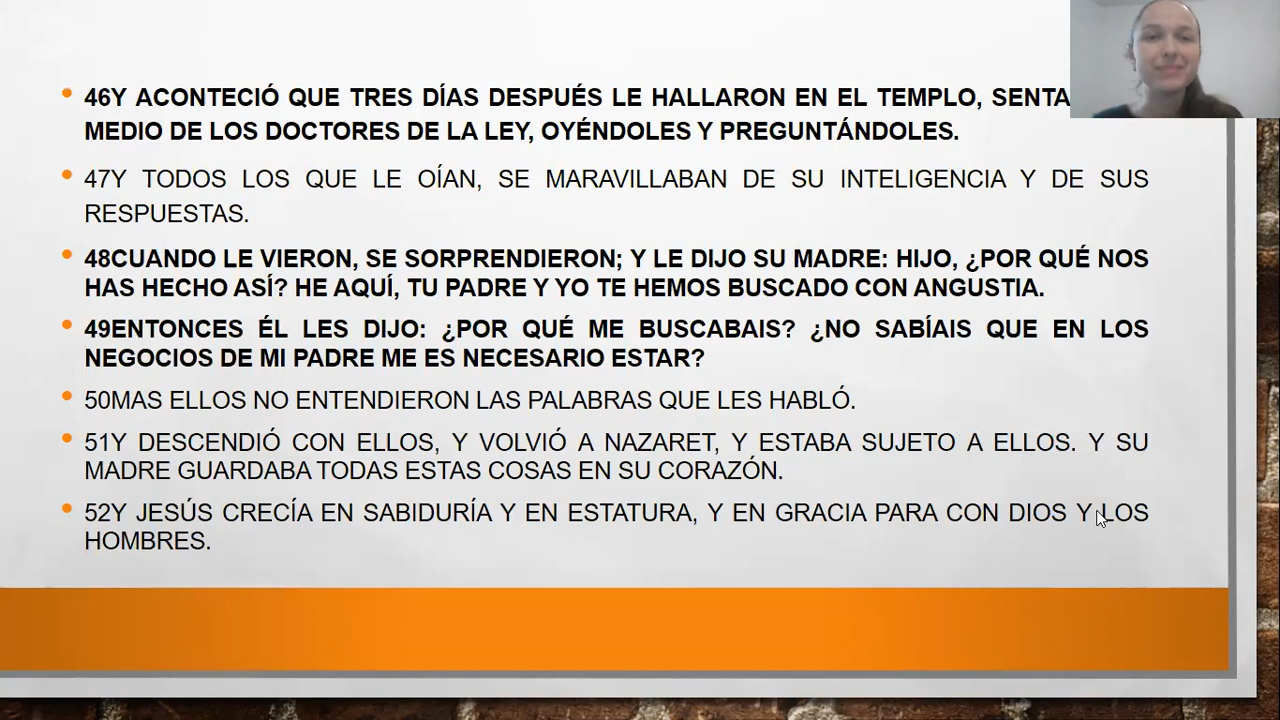 46Y ACONTECIÓ QUE TRES DÍAS DESPUÉS LE HALLARON EN EL TEMPLO,
MEDIO DE LOS DOCTORES DE LA LEY, OYÉNDOLES Y PREGUNTÁNDOLES.
47Y TODOS LOS QUE LE OÍAN, SE MARAVILLABAN DE SU INTELIGENCIA Y DE SUS
RESPUESTAS.
48CUANDO LE VIERON, SE SORPRENDIERON; Y LE DIJO SU MADRE: HIJO, ¿POR QUÉ NOS
HAS HECHO ASÍ? HE AQUÍ, TU PADRE Y YO TE HEMOS BUSCADO CON ANGUSTIA.
49ENTONCES ÉL LES DIJO: ¿POR QUÉ ME BUSCABAIS? ¿NO SABÍAIS QUE EN LOS
NEGOCIOS DE MI PADRE ME ES NECESARIO ESTAR?
50MAS ELLOS NO ENTENDIERON LAS PALABRAS QUE LES HABLÓ.
51Y DESCENDIÓ CON ELLOS, Y VOLVIÓ A NAZARET, Y ESTABA SUJETO A ELLOS. Y SU
MADRE GUARDABA TODAS ESTAS COSAS EN SU CORAZÓN.
52Y JESÚS CRECÍA EN SABIDURÍA Y EN ESTATURA, Y EN GRACIA PARA CON DIOS Y LOS
HOMBRES.